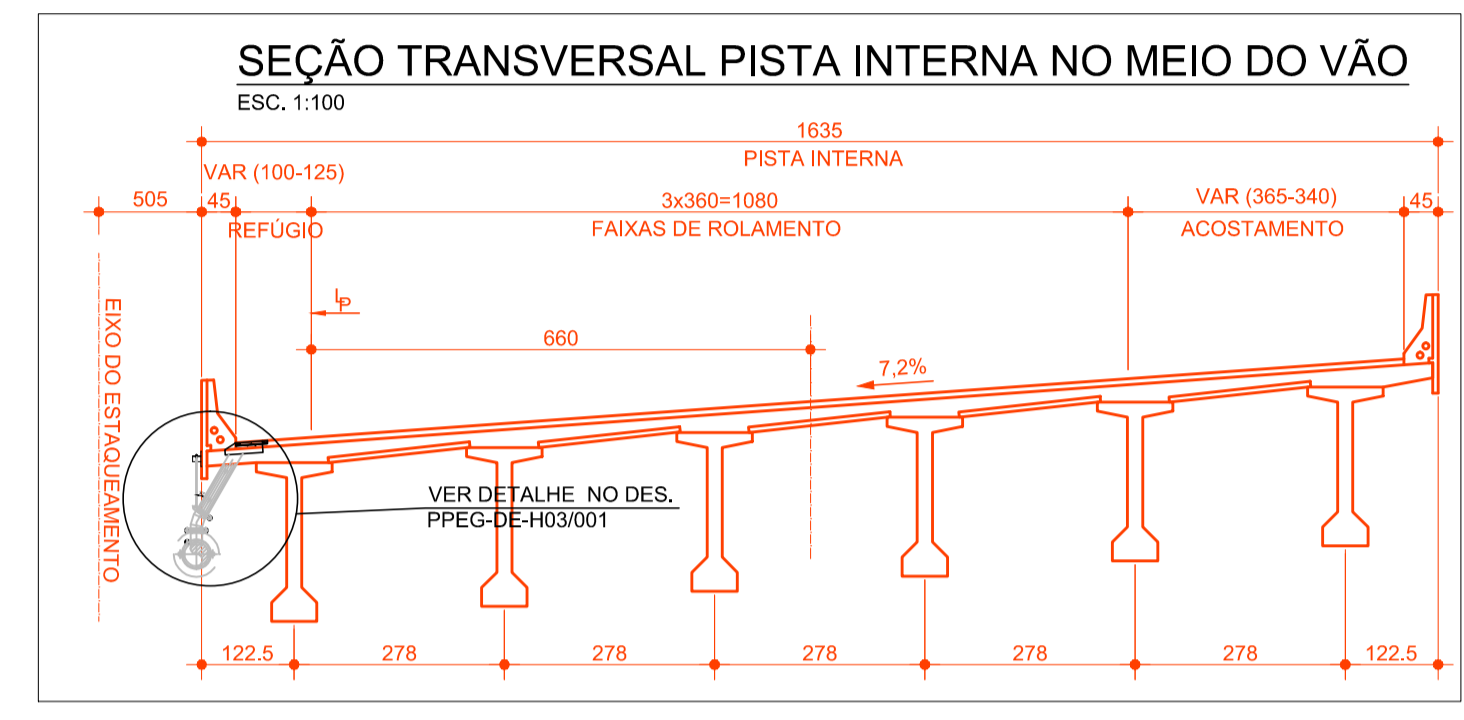 SEÇÃO TRANSVERSAL PISTA INTERNA NO MEIO DO VÃO
ESC. 1:100
1635
PISTA INTERNA
VAR (100-125)
505
45
3x360=1080
VAR (365-340)
45
REFÚGIO
FAIXAS DE ROLAMENTO
ACOSTAMENTO
EIXO DO ESTAQUEAMENTO
LP
660
7,2%
VER DETALHE NO DES.
PPEG-DE-H03/001
122.5
278
278
278
278
278
122.5